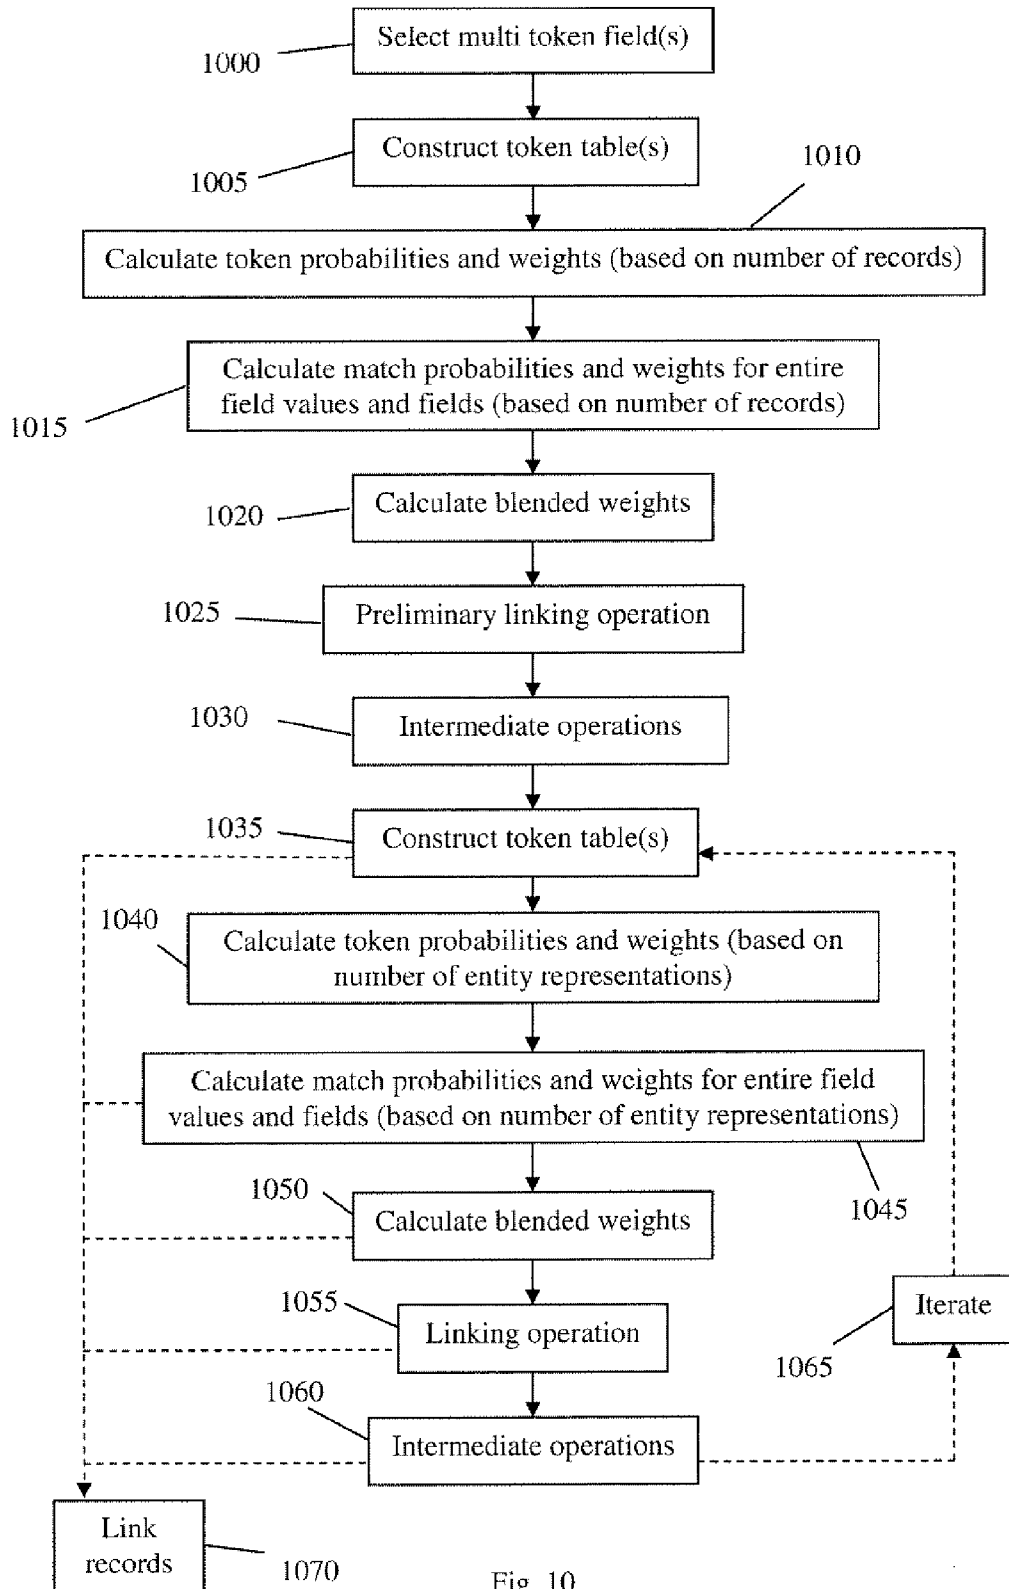 Select multi token field(s)
1000
Construct token table(s)
1005
1010
Calculate token probabilities and weights (based on number of records)
Calculate match probabilities and weights for entire
field values and fields (based on number of records)
1015
Calculate blended weights
1020
Preliminary linking operation
1025
Intermediate operations
1030
Construct token table(s)
1035
1040
Calculate token probabilities and weights (based on
number of entity representations)
Calculate match probabilities and weights for entire field
values and fields (based on number of entity representations)
1045
1050
Calculate blended weights
1055
Linking operation
Iterate
1065
1060
Intermediate operations
Link
records
1070
Fig. 10